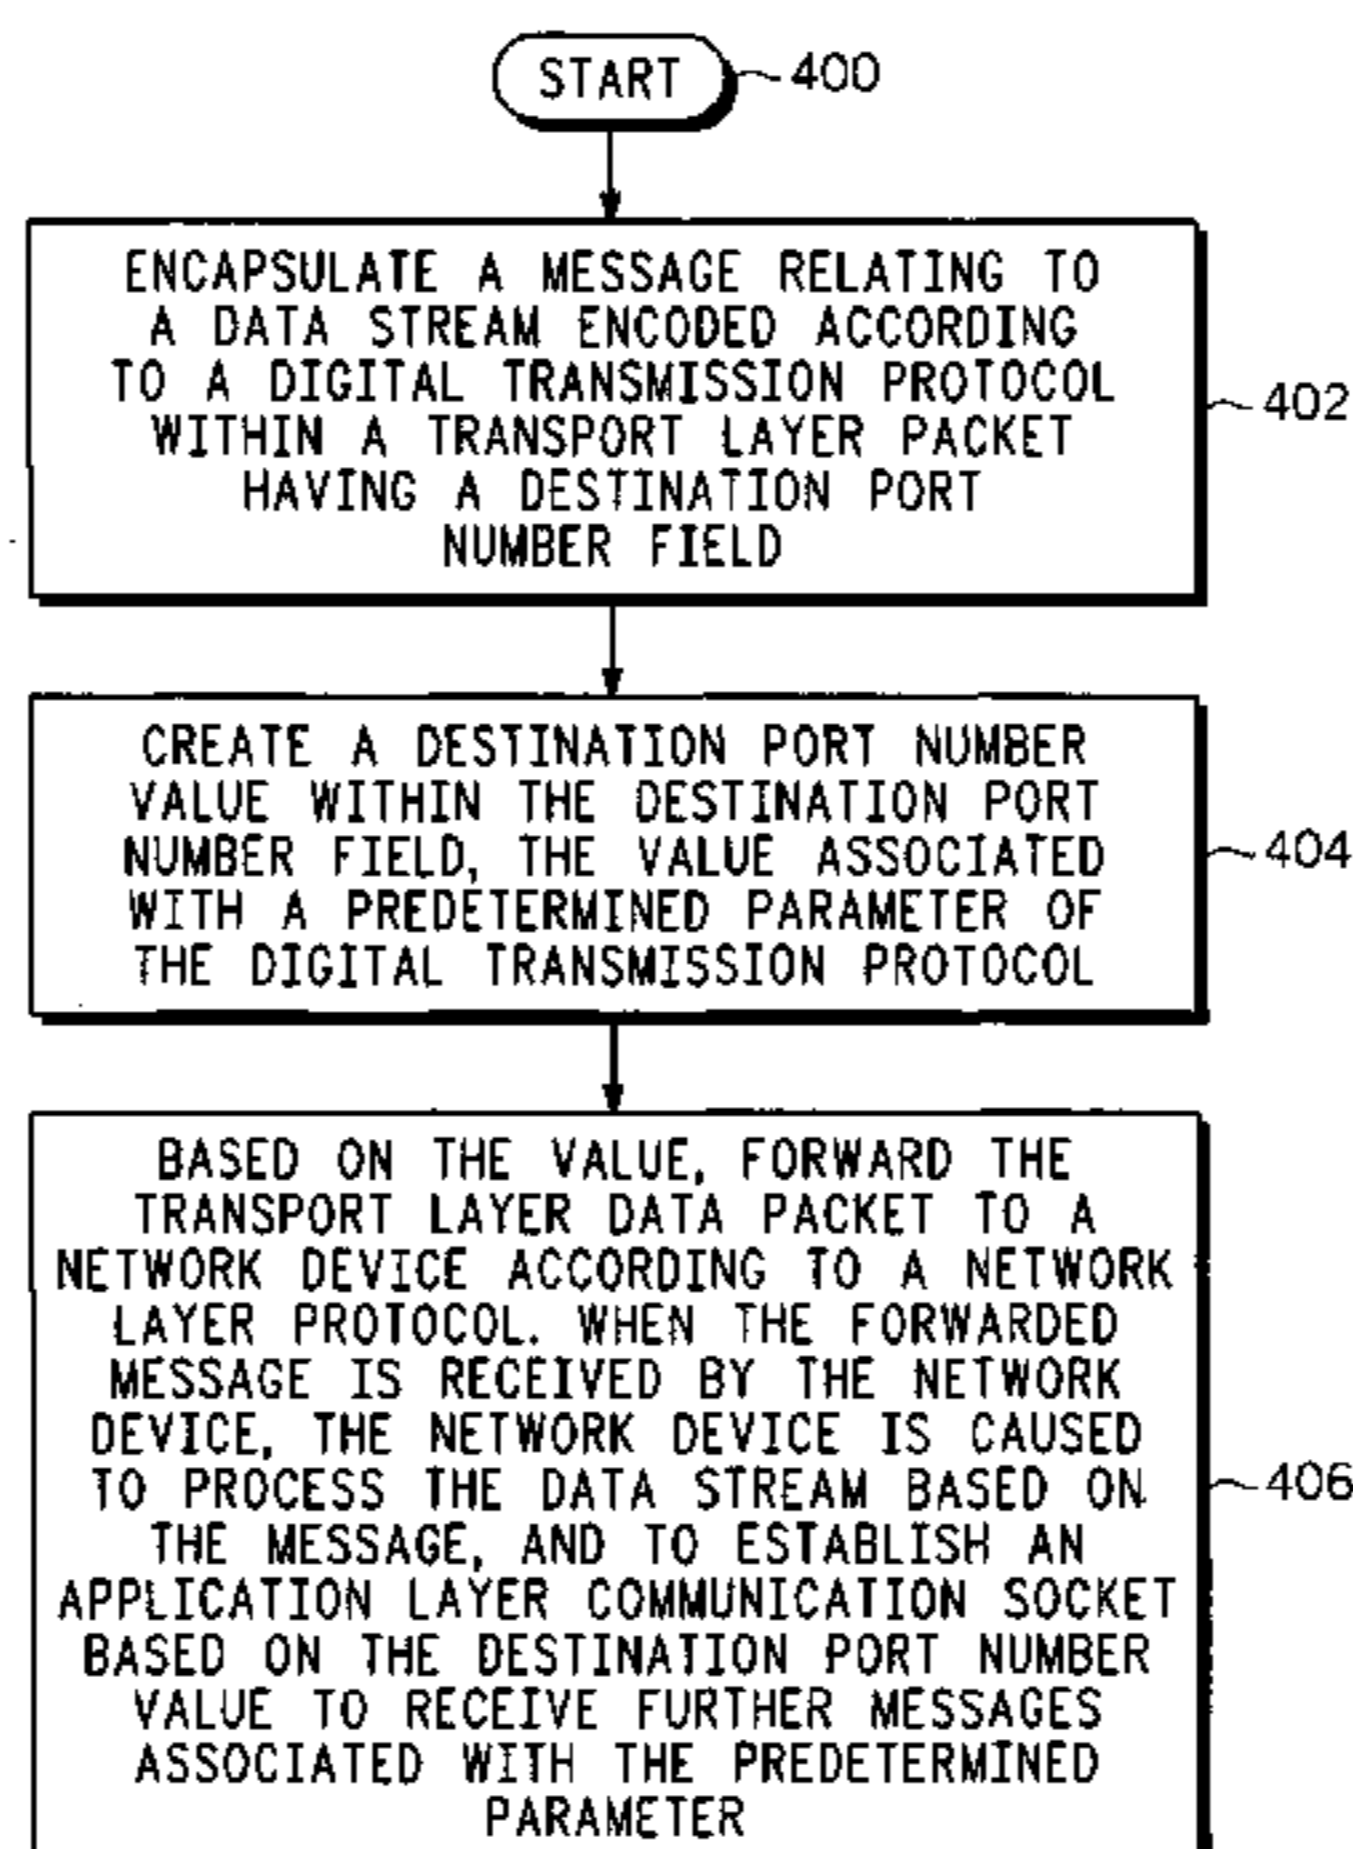 START
400
ENCAPSULATE A MESSAGE RELATING TO
A DATA STREAM ENCODED ACCORDING
TO A DIGITAL TRANSMISSION PROTOCOL
WITHIN A TRANSPORT LAYER PACKET
HAVING A DESTINATION PORT
NUMBER FIELD
402
CREATE A DESTINATION PORT NUMBER
VALUE WITHIN THE DESTINATION PORT
NUMBER FIELD, THE VALUE ASSOCIATED
WITH A PREDETERMINED PARAMETER OF
THE DIGITAL TRANSMISSION PROTOCOL
404
BASED ON THE VALUE, FORWARD THE
TRANSPORT LAYER DATA PACKET TO A
NETWORK DEVICE ACCORDING TO A NETWORK
LAYER PROTOCOL. WHEN THE FORWARDED
MESSAGE IS RECEIVED BY THE NETWORK
DEVICE, THE NETWORK DEVICE IS CAUSED
TO PROCESS THE DATA STREAM BASED ON
THE MESSAGE, AND TO ESTABLISH AN
APPLICATION LAYER COMMUNICATION SOCKET
BASED ON THE DESTINATION PORT NUMBER
VALUE TO RECEIVE FURTHER MESSAGES
ASSOCIATED WITH THE PREDETERMINED
PARAMETER
406